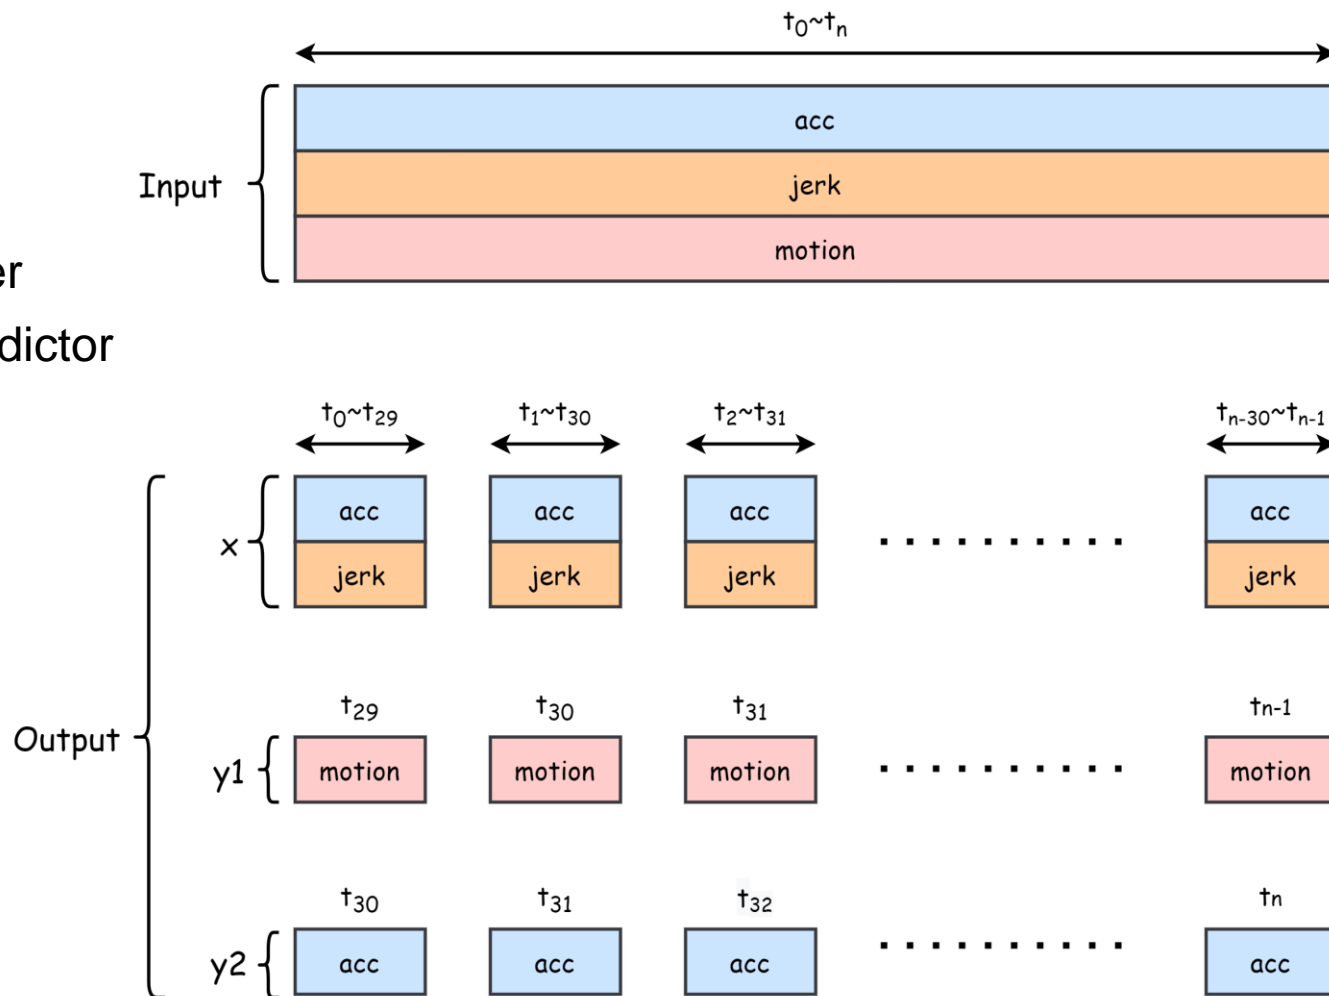 t₀~tₙ
acc
Input
jerk
motion
er
dictor
t₀~t₂₉ t₁~t₃₀ t₂~t₃₁ tₙ₋₃₀~tₙ₋₁
acc acc acc acc
x
jerk jerk jerk jerk
t₂₉ t₃₀ t₃₁ tₙ₋₁
Output
y1 motion motion motion motion
t₃₀ t₃₁ t₃₂ tₙ
y2 acc acc acc acc